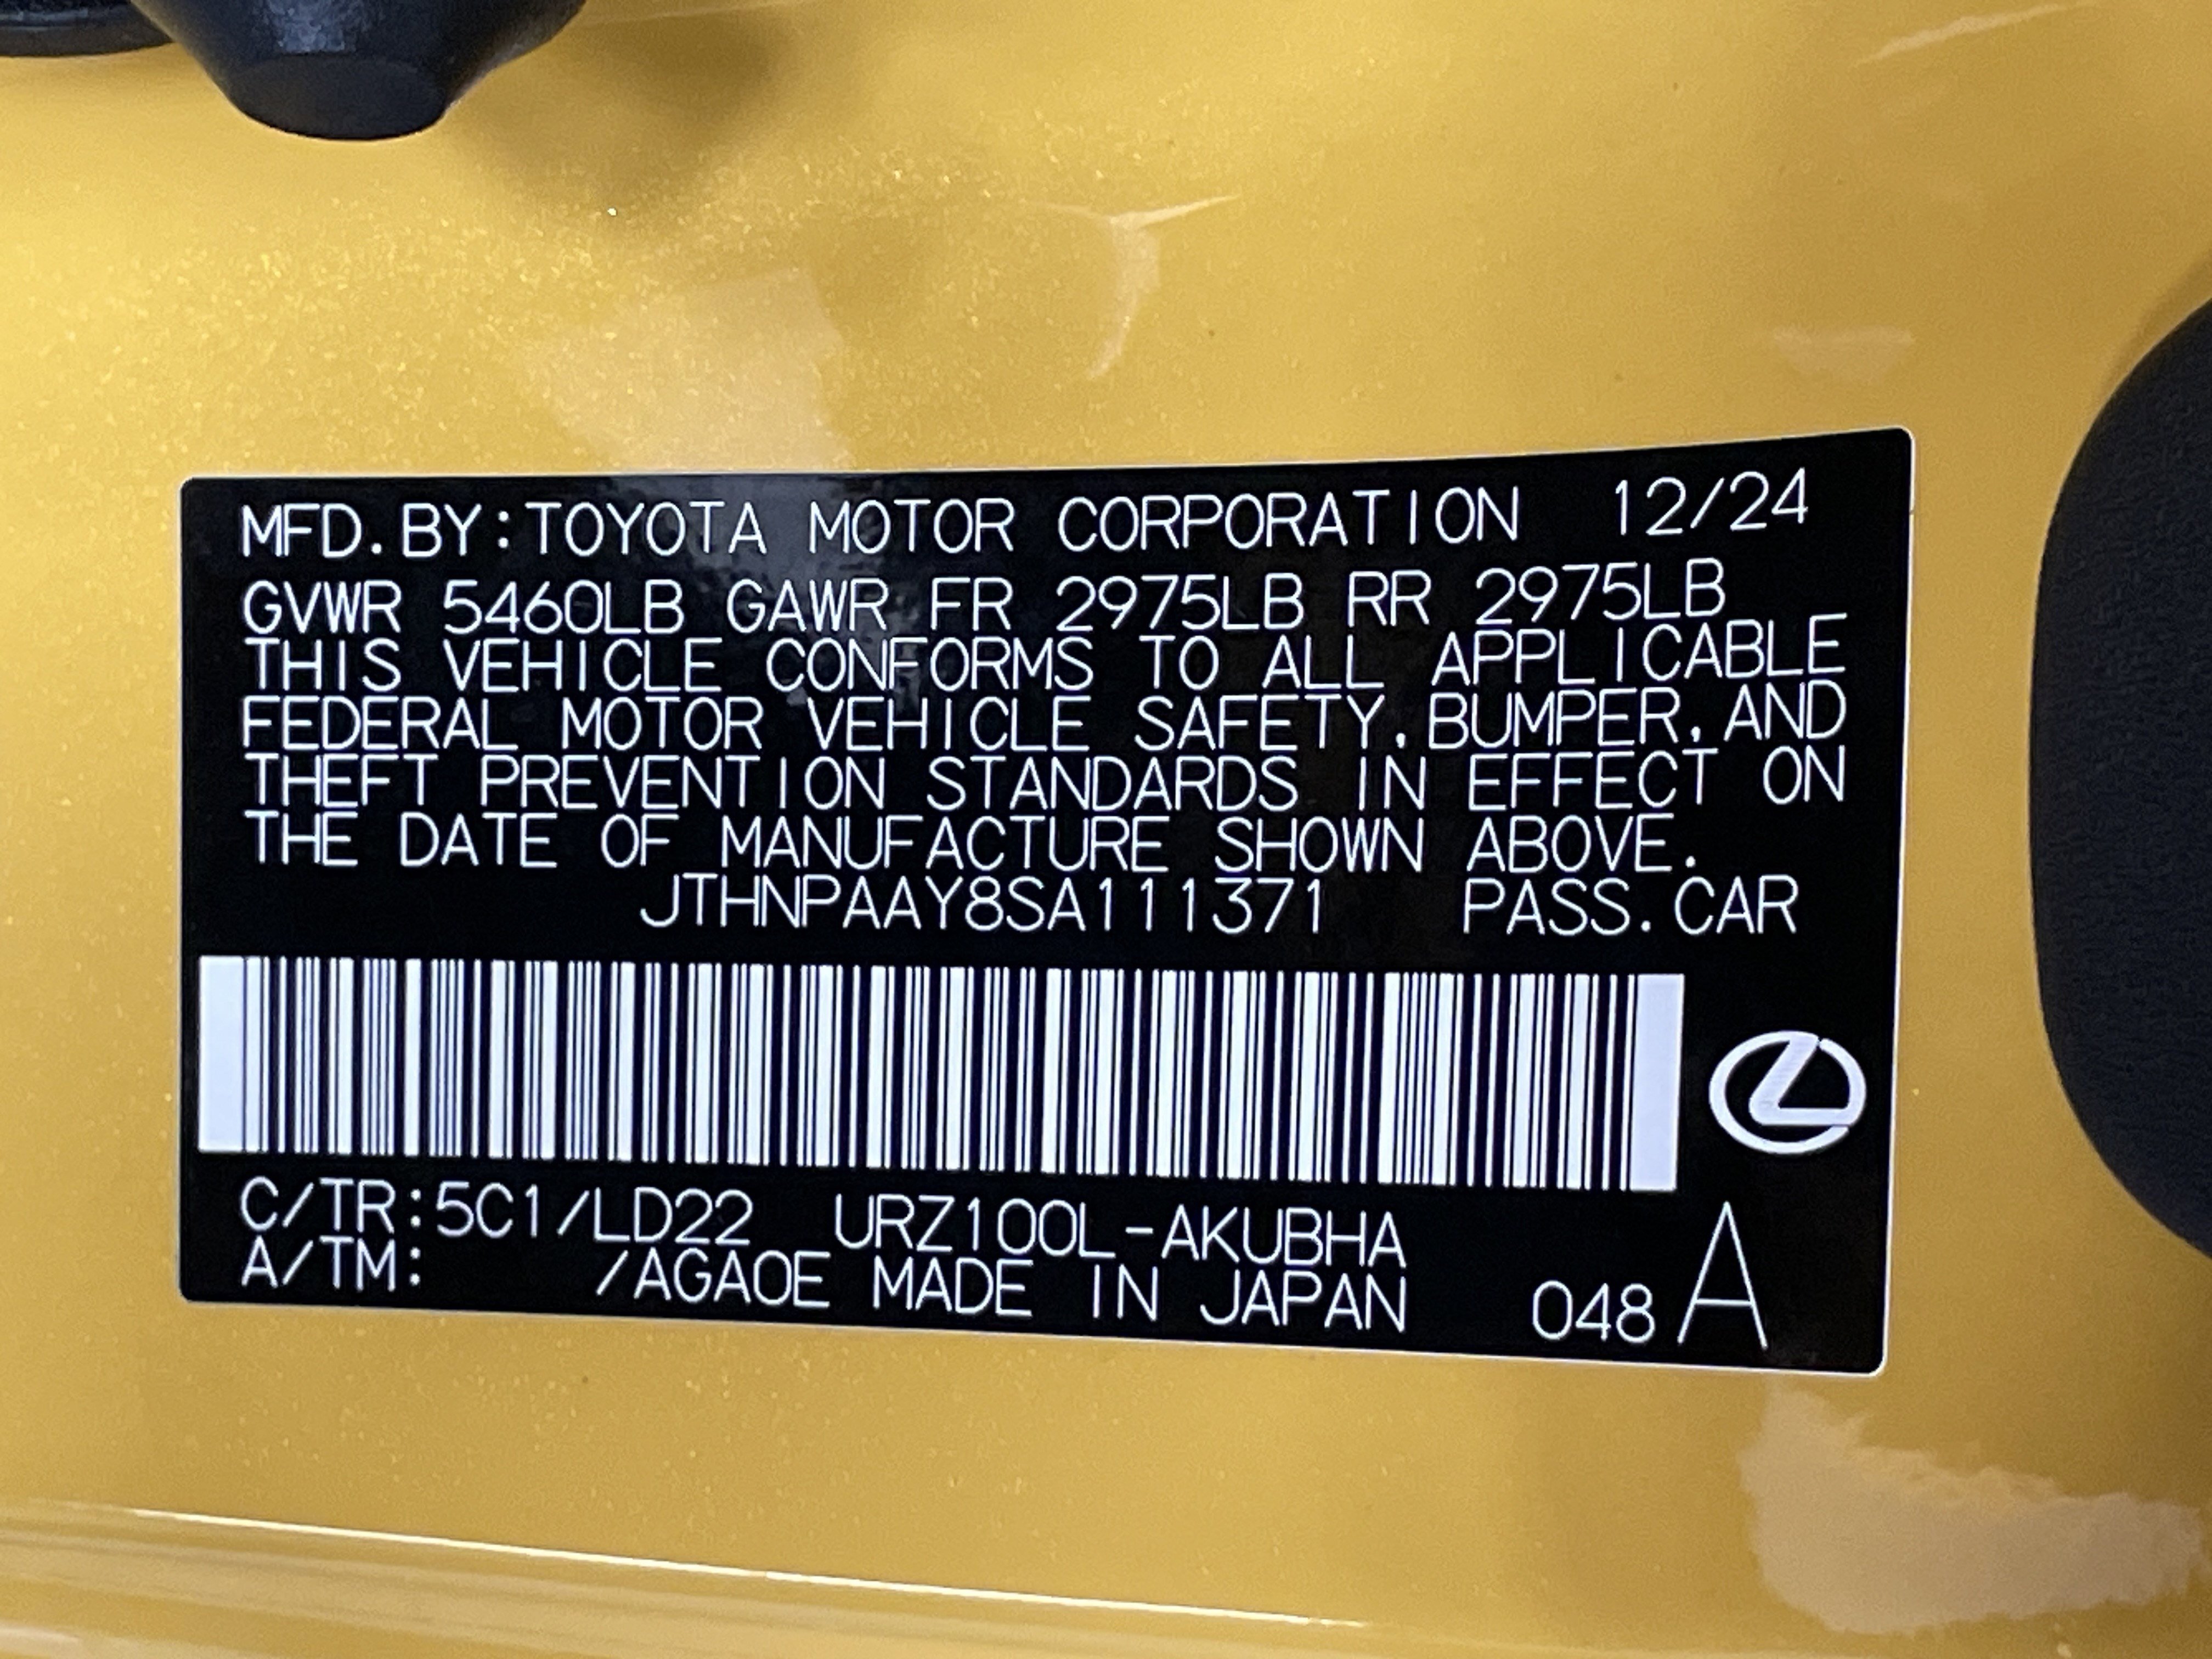 MFD.BY:TOYOTA MOTOR CORPORATION 12/24
GVWR 5460LB GAWR FR 2975LB RR 2975LB
THIS VEHICLE CONFORMS TO ALL APPLICABLE
FEDERAL MOTOR VEHICLE SAFETY,BUMPER,AND
THEFT PREVENTION STANDARDS IN EFFECT ON
THE DATE OF MANUFACTURE SHOWN ABOVE.
JTHNPAAY8SA111371 PASS.CAR
C/TR:5C1/LD22 URZ100L-AKUBHA
A/TM: /AGA0E MADE IN JAPAN 048 A